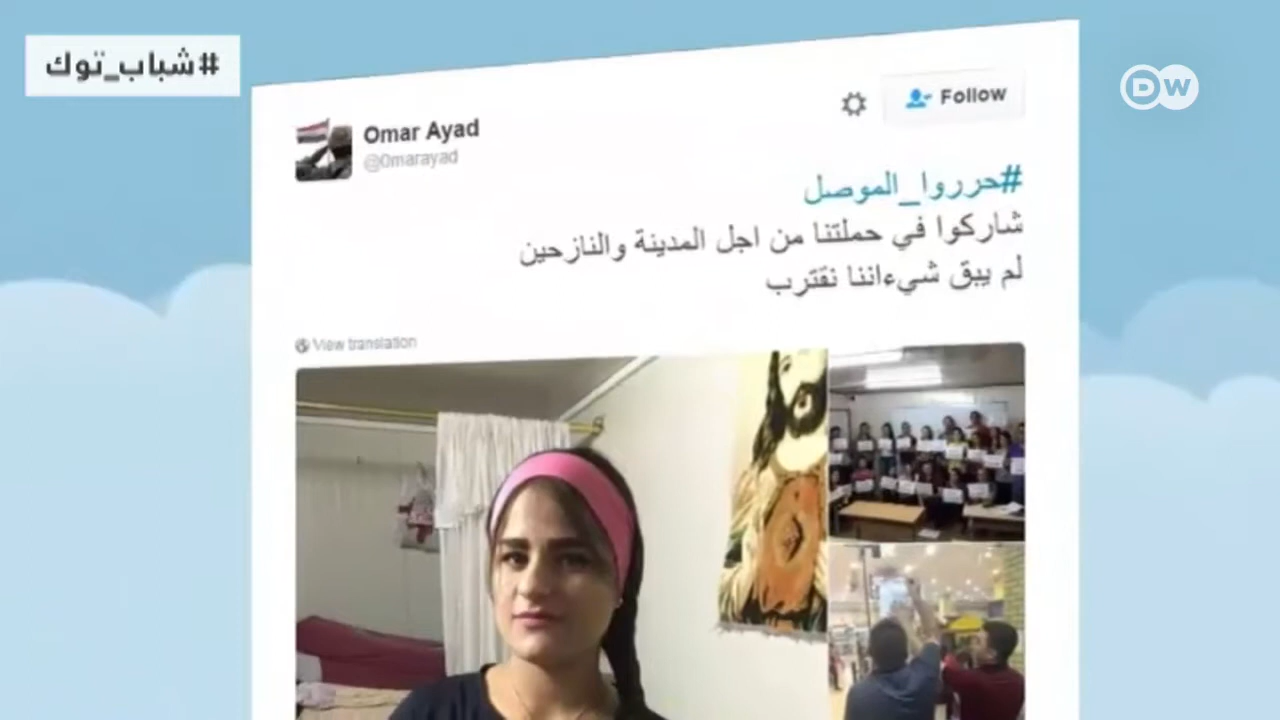 #شباب_توك
DW
Omar Ayad
@0marayad
Follow
#حرروا_الموصل
شاركوا في حملتنا من اجل المدينة والنازحين
لم يبق شيءاننا نقترب
View translation